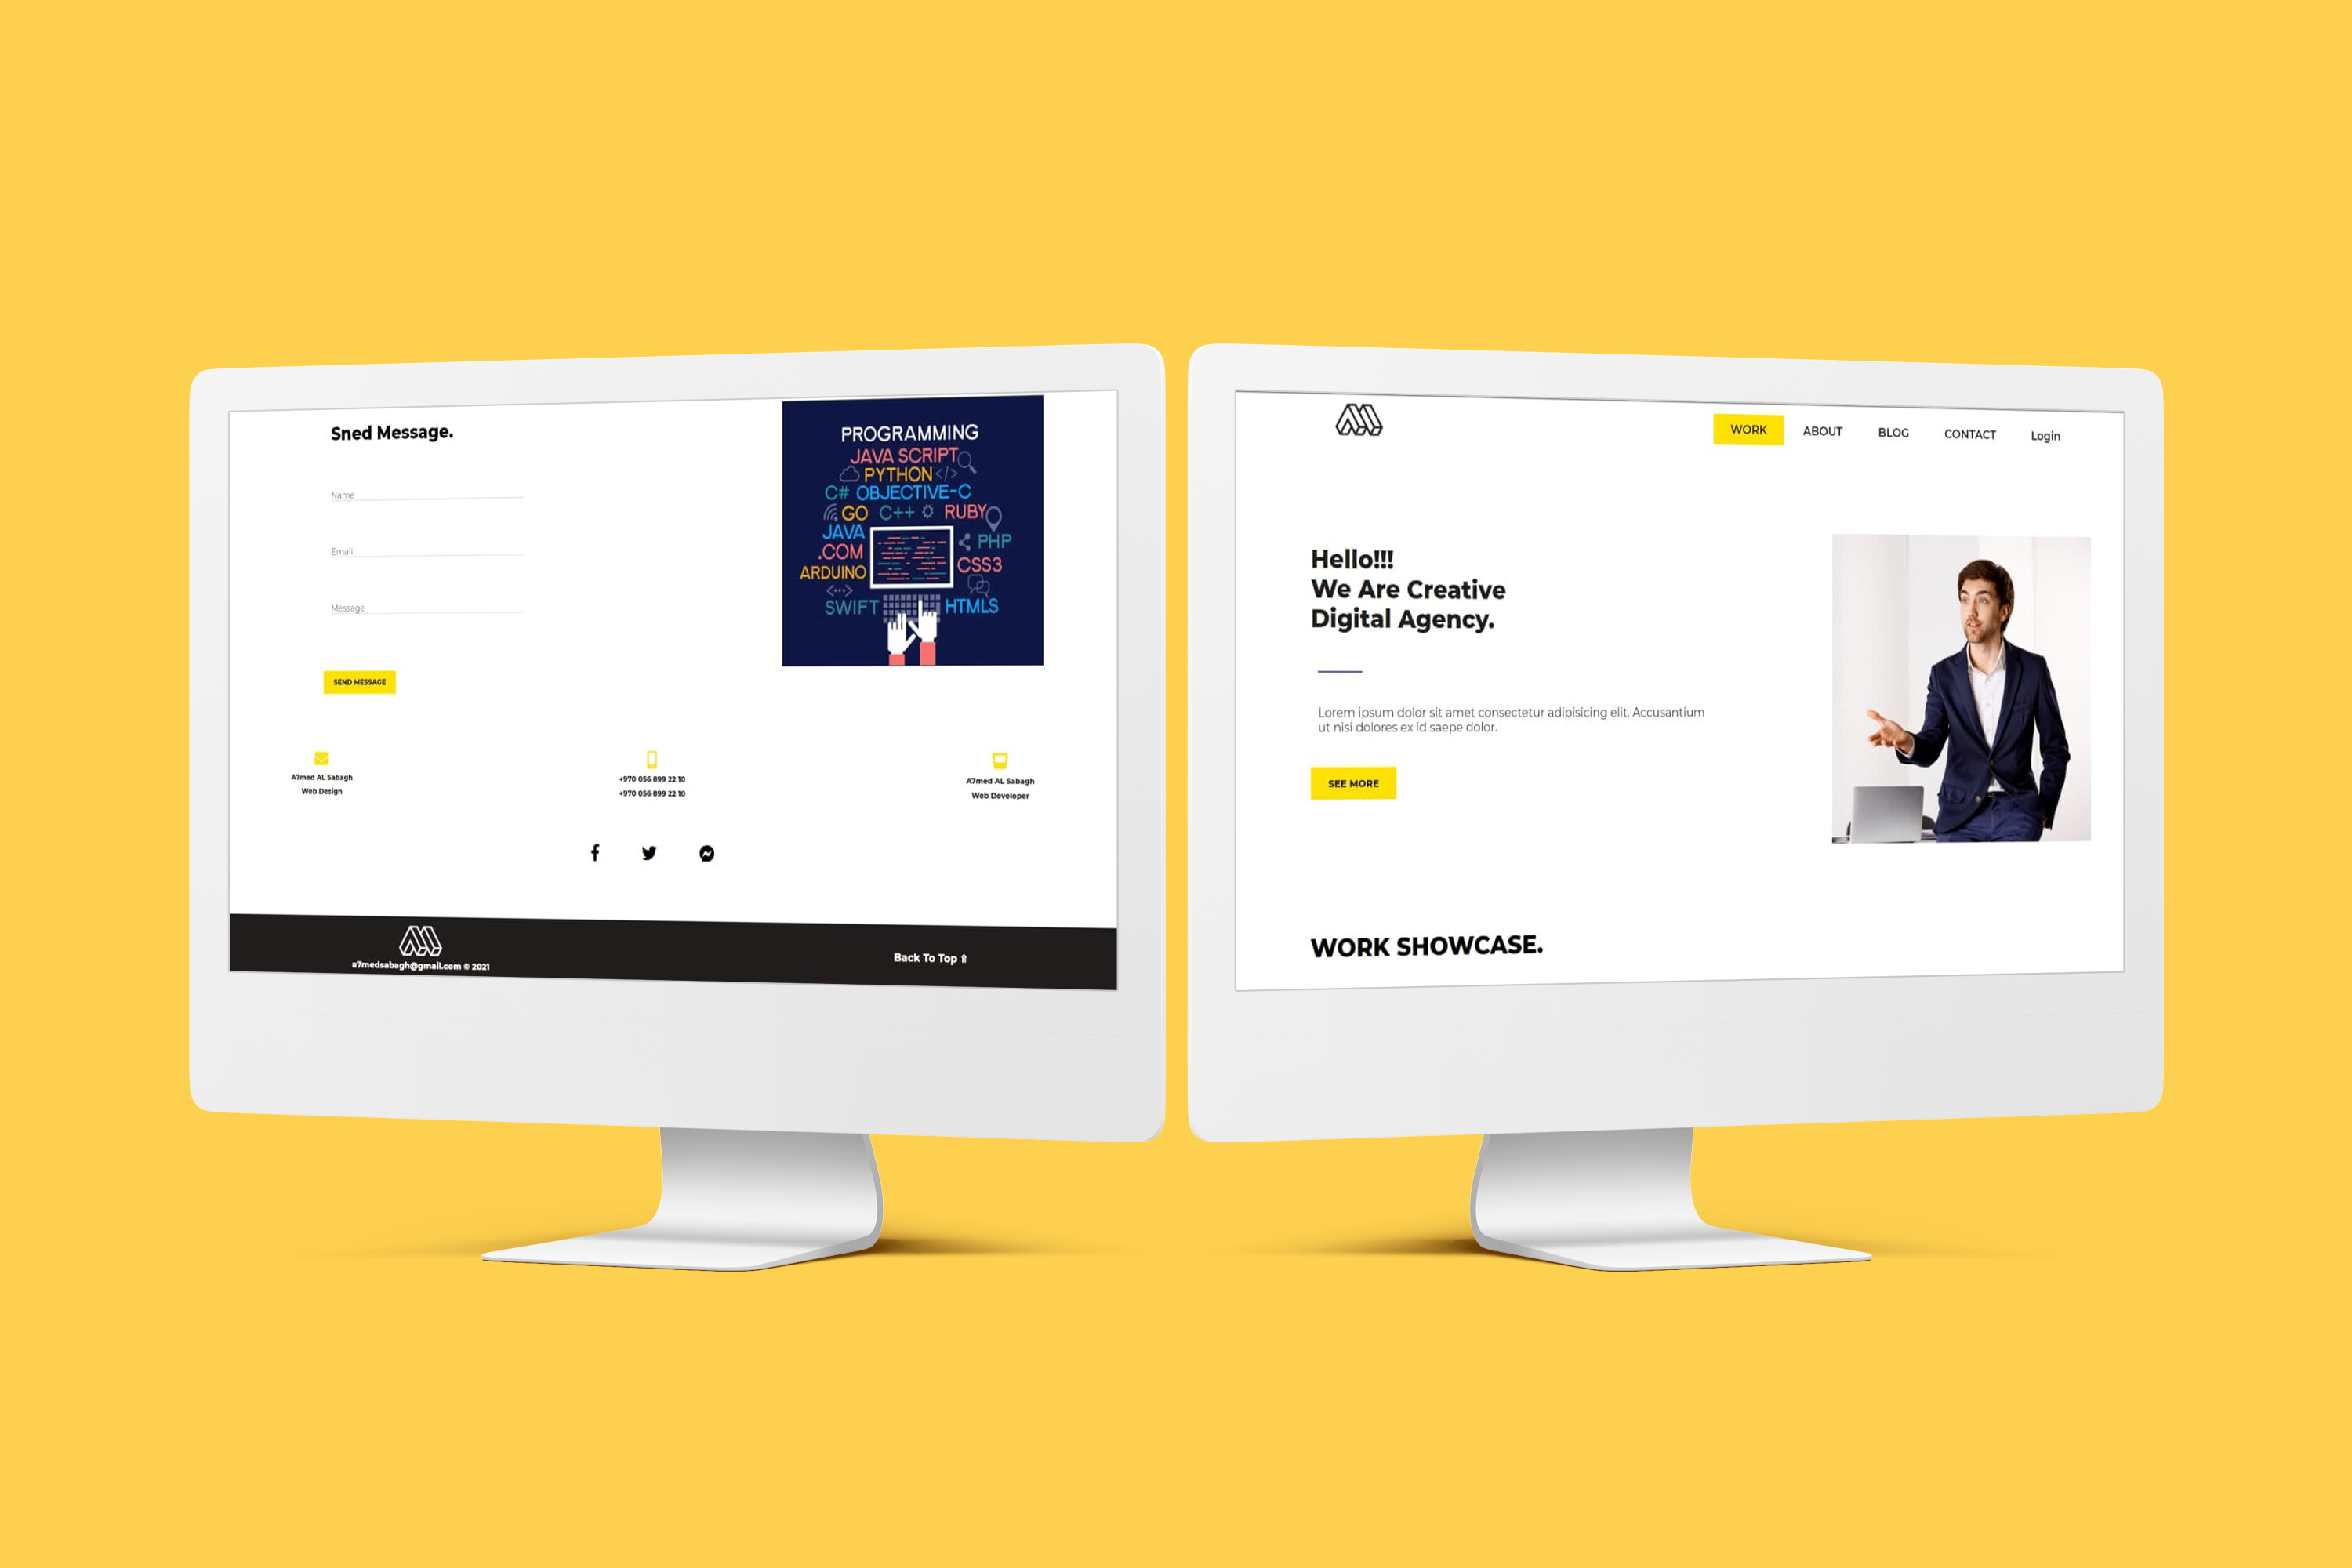 Sned Message.
Name
Email
Message
SEND MESSAGE
PROGRAMMING
JAVA SCRIPT
PYTHON </>
C# OBJECTIVE-C
GO C++ RUBY
JAVA
PHP
.COM
CSS3
ARDUINO
<···>
SWIFT HTMLS
A7med AL Sabagh
Web Design
+970 056 899 22 10
+970 056 899 22 10
A7med AL Sabagh
Web Developer
a7medsabagh@gmail.com © 2021
Back To Top ⇧
WORK ABOUT BLOG CONTACT Login
Hello!!!
We Are Creative
Digital Agency.
Lorem ipsum dolor sit amet consectetur adipisicing elit. Accusantium
ut nisi dolores ex id saepe dolor.
SEE MORE
WORK SHOWCASE.